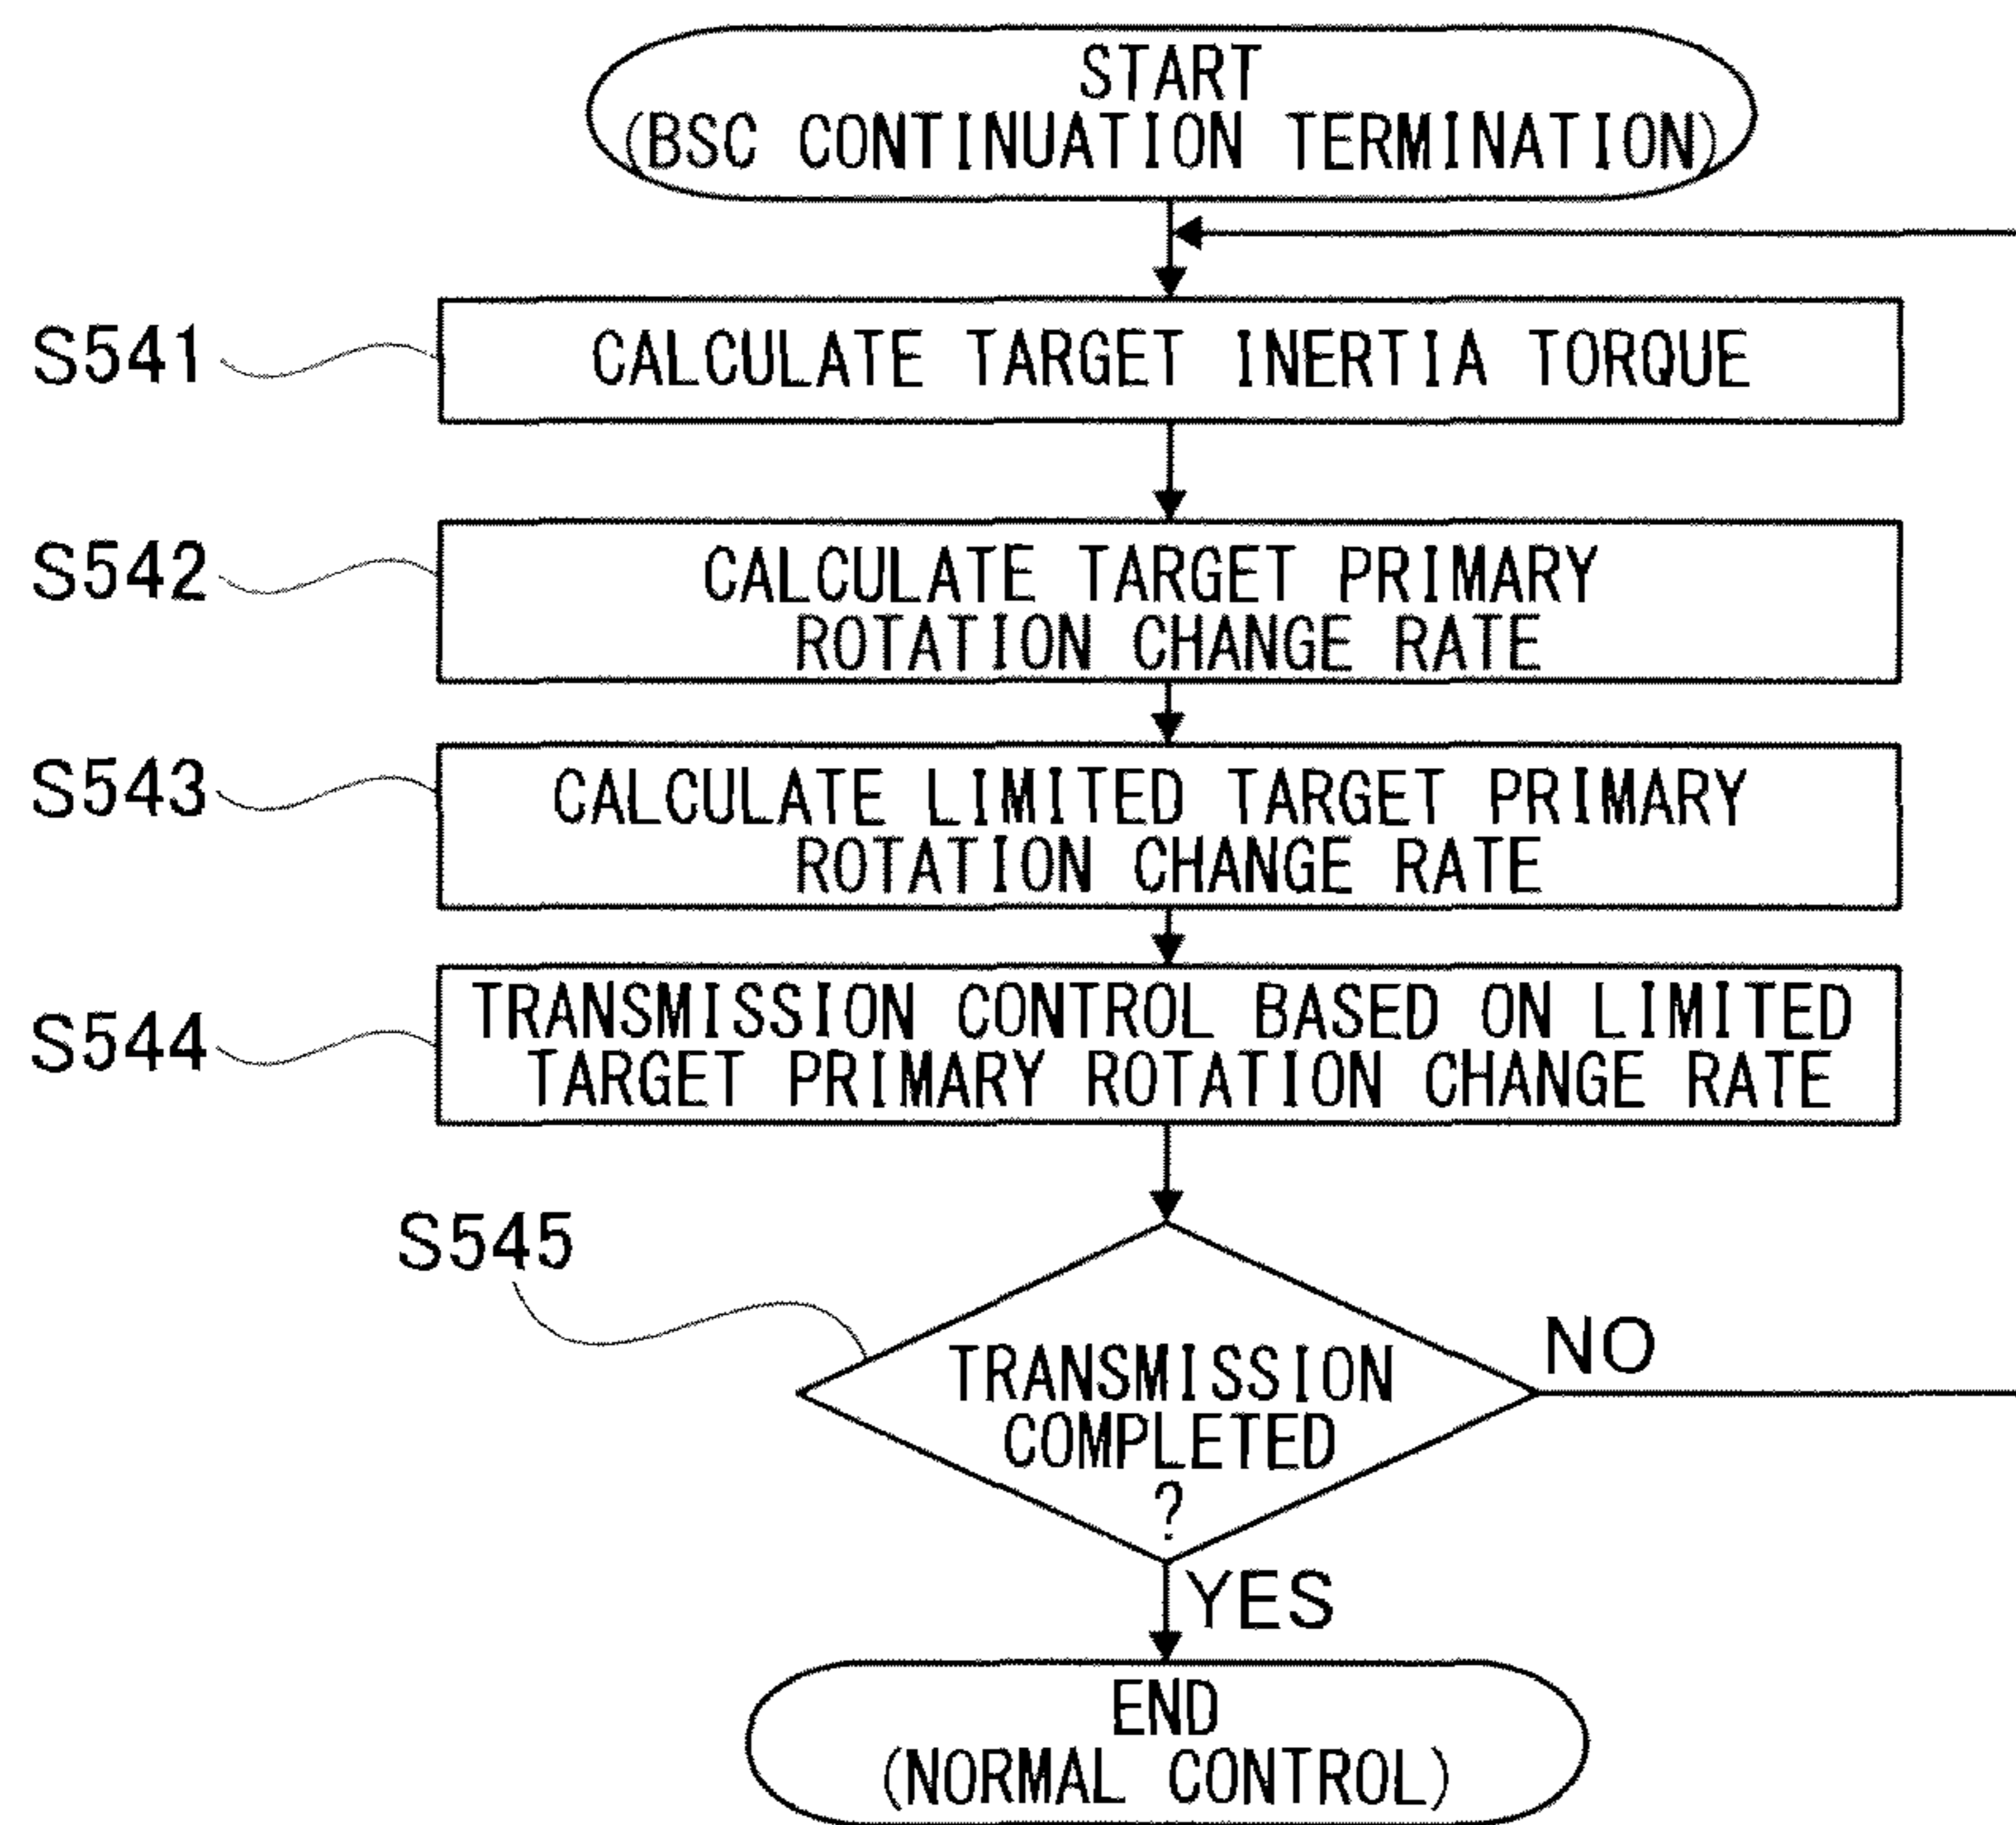 START
(BSC CONTINUATION TERMINATION)
S541
CALCULATE TARGET INERTIA TORQUE
S542
CALCULATE TARGET PRIMARY
ROTATION CHANGE RATE
S543
CALCULATE LIMITED TARGET PRIMARY
ROTATION CHANGE RATE
S544
TRANSMISSION CONTROL BASED ON LIMITED
TARGET PRIMARY ROTATION CHANGE RATE
S545
TRANSMISSION
COMPLETED
?
NO
YES
END
(NORMAL CONTROL)